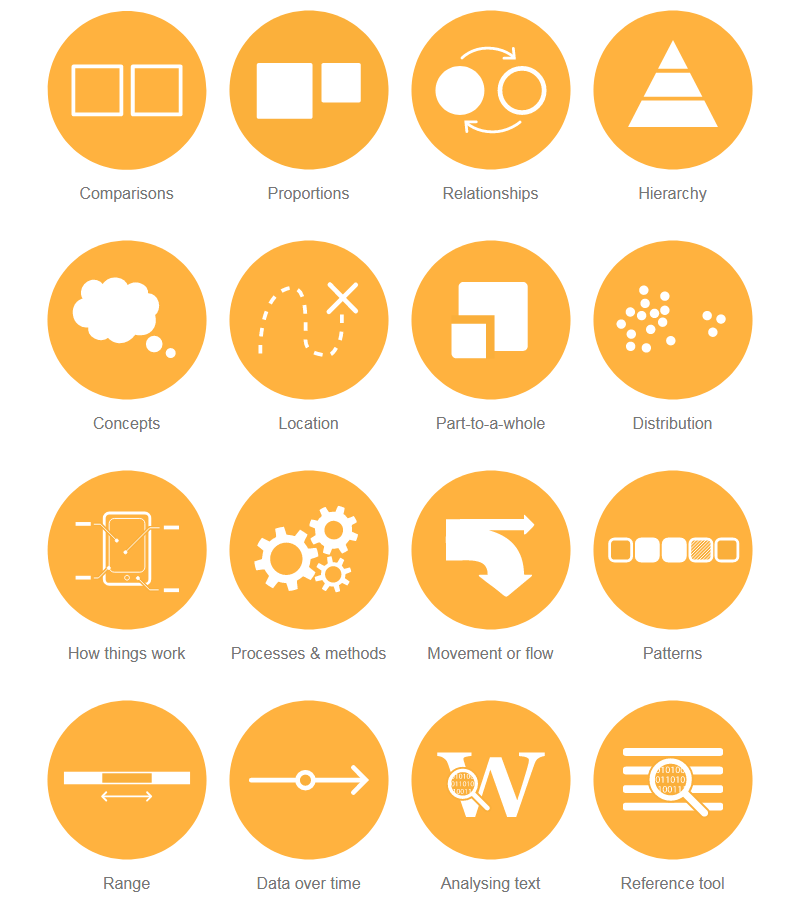 Comparisons
Proportions
Relationships
Hierarchy
Concepts
Location
Part-to-a-whole
Distribution
How things work
Processes & methods
Movement or flow
Patterns
Range
Data over time
W
Analysing text
Reference tool